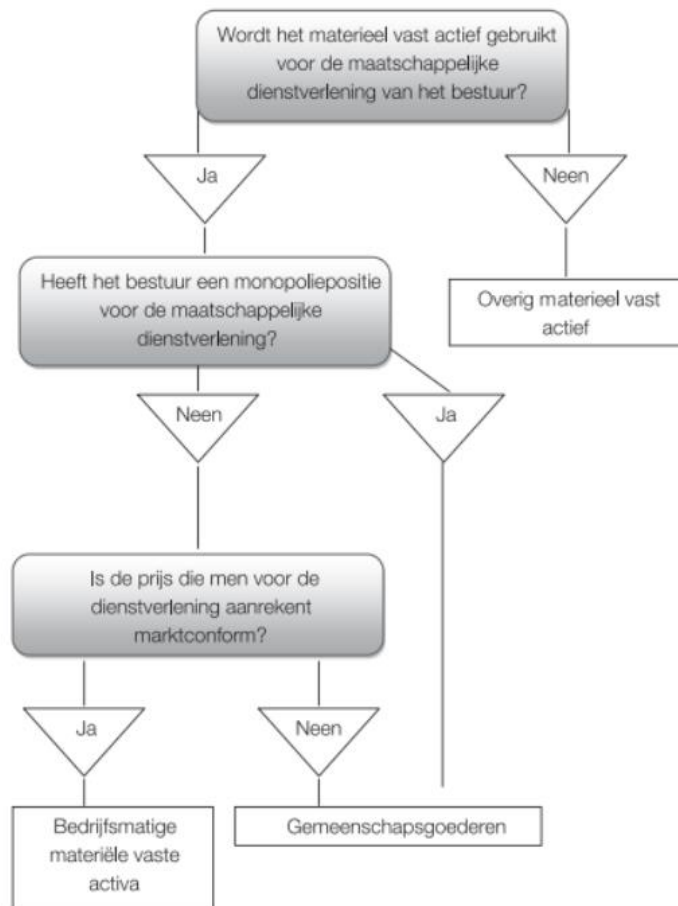 Wordt het materieel vast actief gebruikt
voor de maatschappelijke
dienstverlening van het bestuur?
Ja
Neen
Heeft het bestuur een monopoliepositie
voor de maatschappelijke
dienstverlening?
Overig materieel vast
actief
Neen
Ja
Is de prijs die men voor de
dienstverlening aanrekent
marktconform?
Ja
Neen
Bedrijfsmatige
materiële vaste
activa
Gemeenschapsgoederen